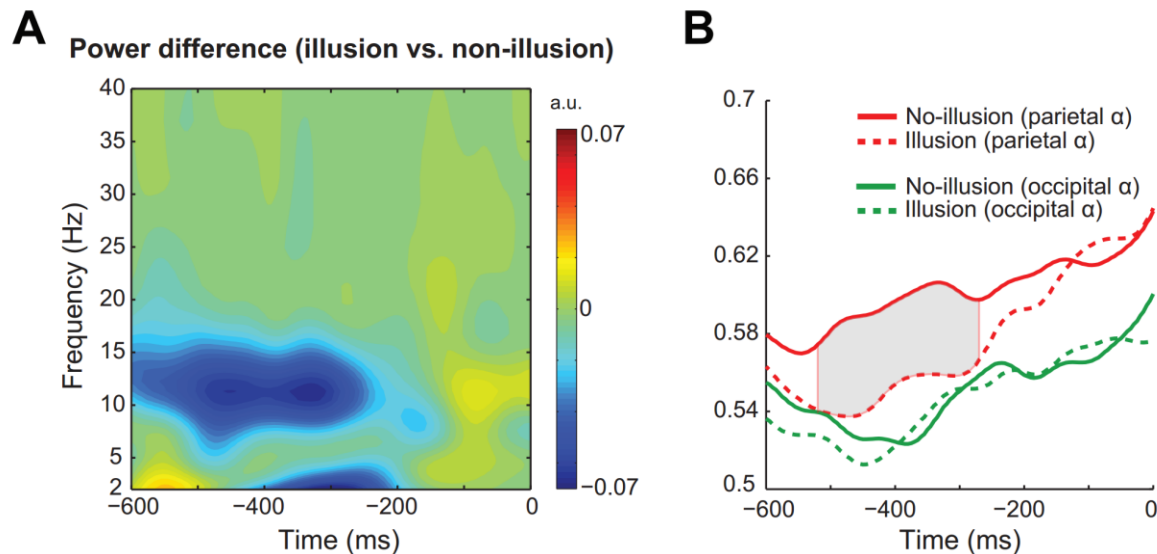 A
Power difference (illusion vs. non-illusion)
a.u.
0.07
0
−0.07
40
35
30
25
20
15
10
5
2
Frequency (Hz)
−600
−400
−200
0
Time (ms)
B
0.7
0.66
0.62
0.58
0.54
0.5
No-illusion (parietal α)
Illusion (parietal α)
No-illusion (occipital α)
Illusion (occipital α)
−600
−400
−200
0
Time (ms)